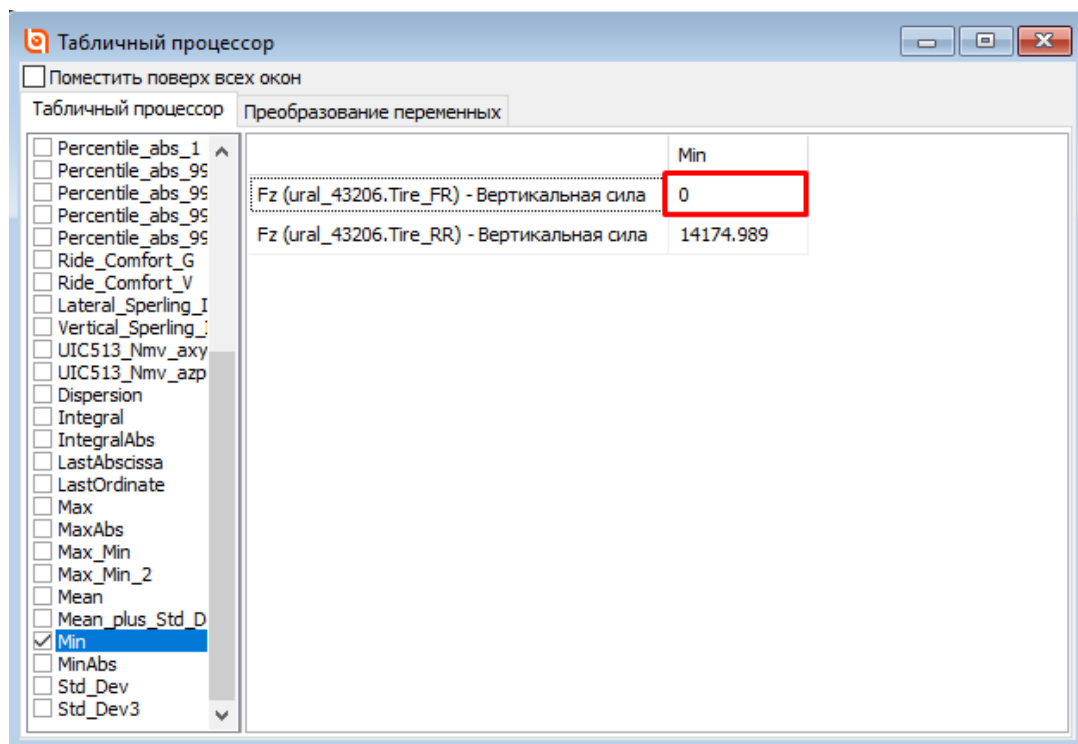 Табличный процессор
Поместить поверх всех окон
Табличный процессор
Преобразование переменных
Percentile_abs_1
Percentile_abs_99
Percentile_abs_99
Percentile_abs_99
Percentile_abs_99
Ride_Comfort_G
Ride_Comfort_V
Lateral_Sperling_I
Vertical_Sperling_
UIC513_Nmv_axy
UIC513_Nmv_azp
Dispersion
Integral
IntegralAbs
LastAbscissa
LastOrdinate
Max
MaxAbs
Max_Min
Max_Min_2
Mean
Mean_plus_Std_D
Min
MinAbs
Std_Dev
Std_Dev3
Min
Fz (ural_43206.Tire_FR) - Вертикальная сила 0
Fz (ural_43206.Tire_RR) - Вертикальная сила 14174.989